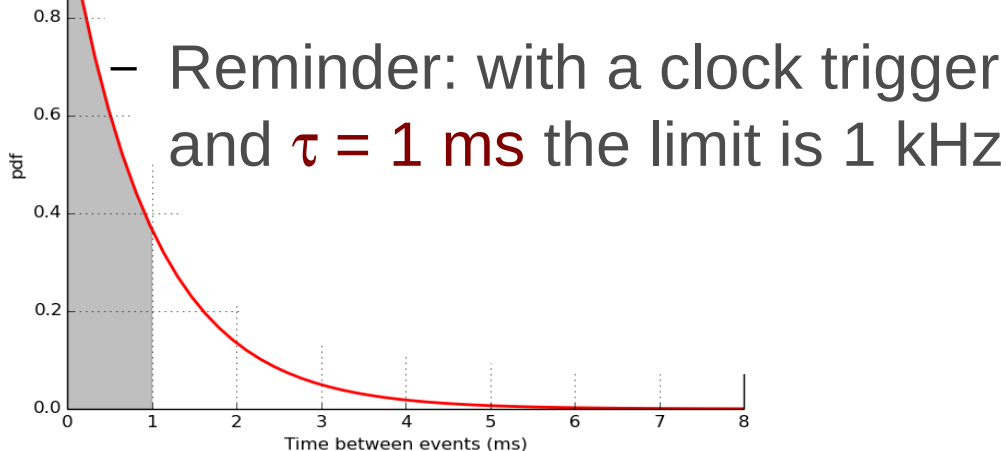 – Reminder: with a clock trigger
and τ = 1 ms the limit is 1 kHz
pdf
0.8
0.6
0.4
0.2
0.0
0 1 2 3 4 5 6 7 8
Time between events (ms)